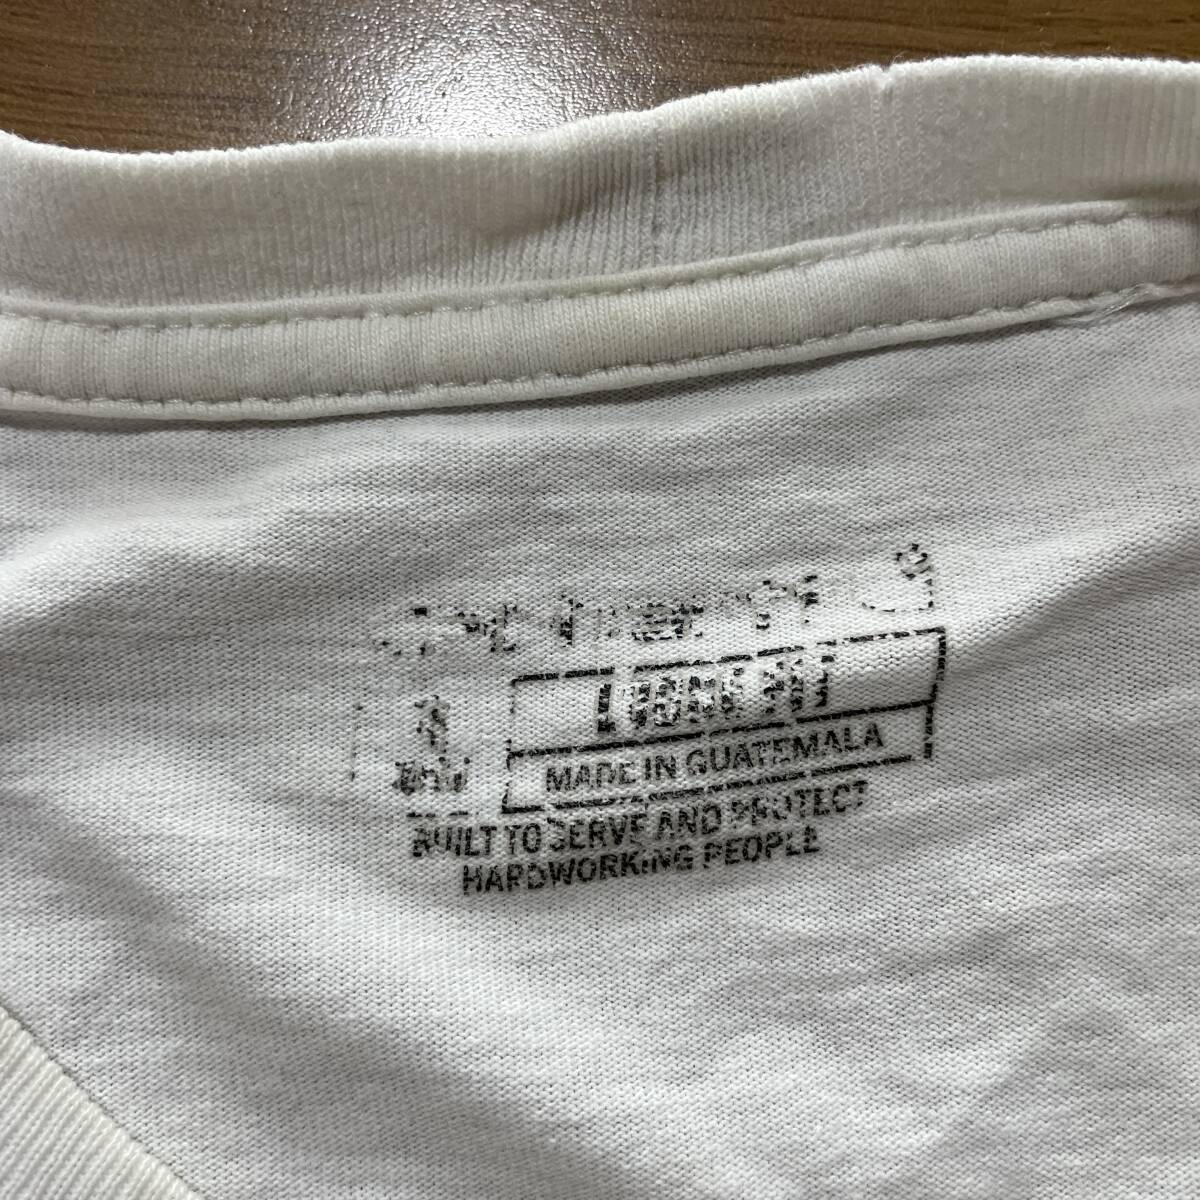 LOOSE FIT
MADE IN GUATEMALA
BUILT TO SERVE AND PROTECT
HARDWORKING PEOPLE